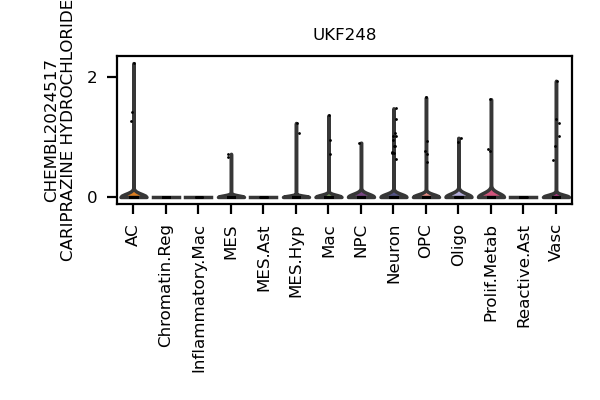 UKF248
CHEMBL2024517
CARIPRAZINE HYDROCHLORIDE
2
0
AC
Chromatin.Reg
Inflammatory.Mac
MES
MES.Ast
MES.Hyp
Mac
NPC
Neuron
OPC
Oligo
Prolif.Metab
Reactive.Ast
Vasc